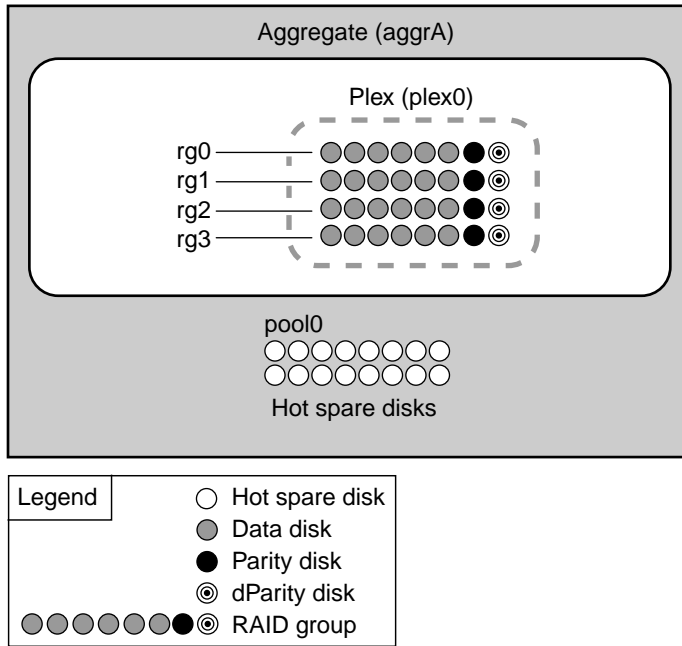 Aggregate (aggrA)
Plex (plex0)
rg0
rg1
rg2
rg3
pool0
Hot spare disks
Legend
Hot spare disk
Data disk
Parity disk
dParity disk
RAID group